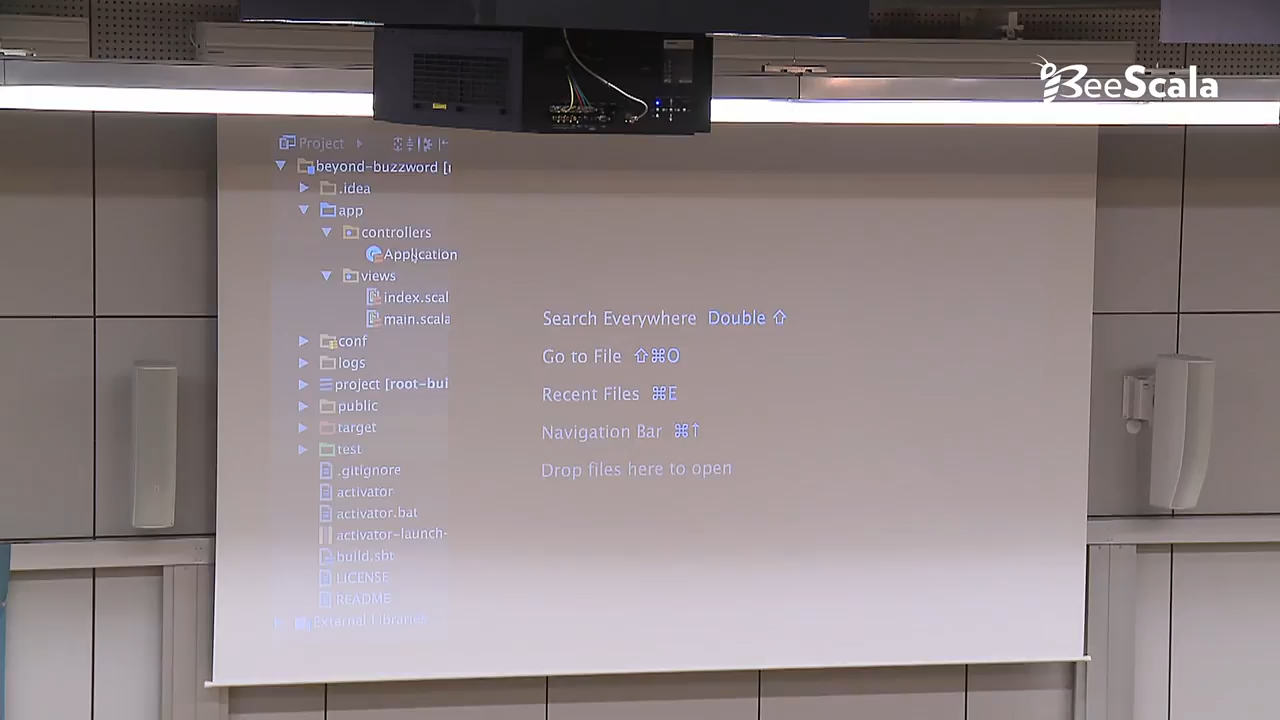 BeeScala
Project
beyond-buzzword [
.idea
app
controllers
Application
views
index.scal
main.scala
conf
logs
project [root-bui
public
target
test
.gitignore
activator
activator.bat
activator-launch-
build.sbt
LICENSE
README
External Libraries
Search Everywhere Double ⇧
Go to File ⇧⌘O
Recent Files ⌘E
Navigation Bar ⌘↑
Drop files here to open